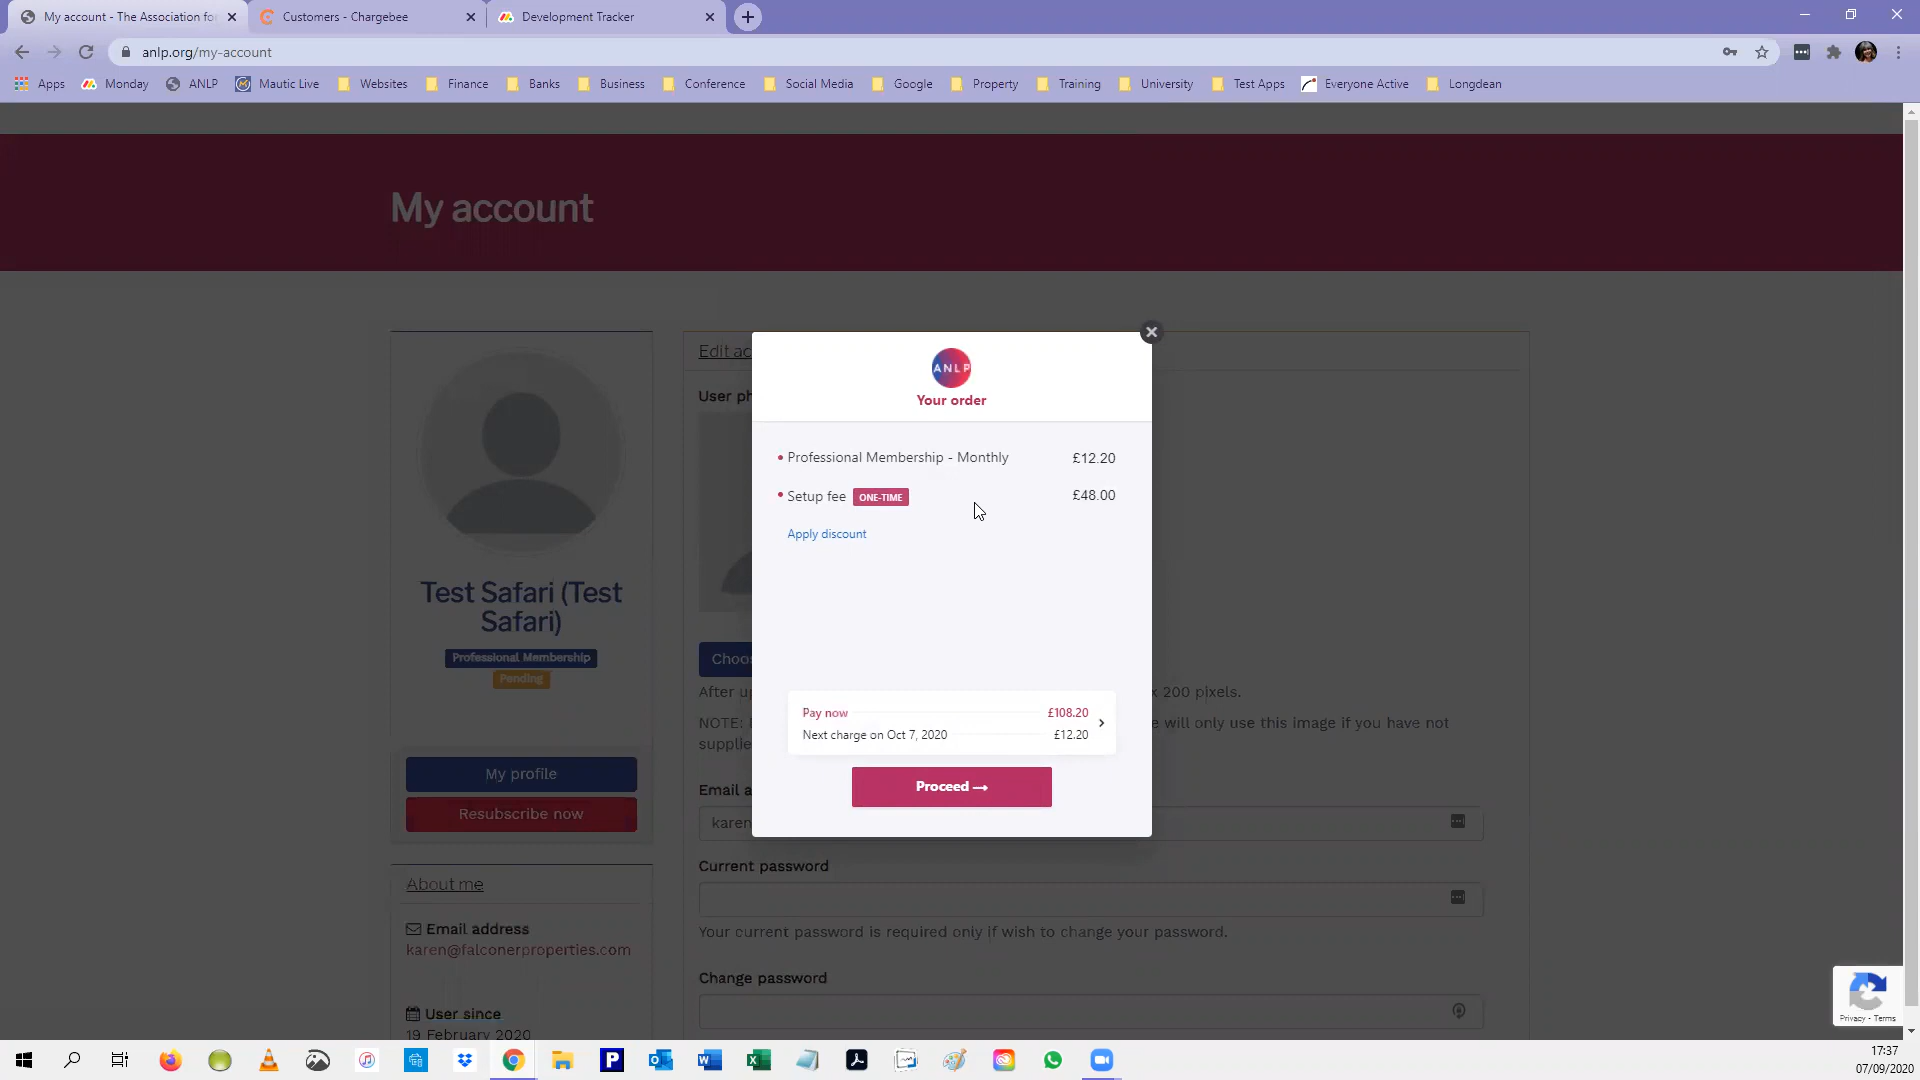 My account - The Association for
Customers - Chargebee
Development Tracker
anlp.org/my-account
Apps
Monday
ANLP
Mautic Live
Websites
Finance
Banks
Business
Conference
Social Media
Google
Property
Training
University
Test Apps
Everyone Active
Longdean
My account
Test Safari (Test
Safari)
Professional Membership
Pending
My profile
Resubscribe now
About me
Email address
karen@falconerproperties.com
User since
19 February 2020
Edit ac
User ph
Choos
After u
x 200 pixels.
NOTE:
e will only use this image if you have not
supplie
Email a
karen
Current password
Your current password is required only if wish to change your password.
Change password
ANLP
Your order
Professional Membership - Monthly £12.20
Setup fee ONE-TIME £48.00
Apply discount
Pay now £108.20
Next charge on Oct 7, 2020 £12.20
Proceed →
Privacy - Terms
17:37
07/09/2020